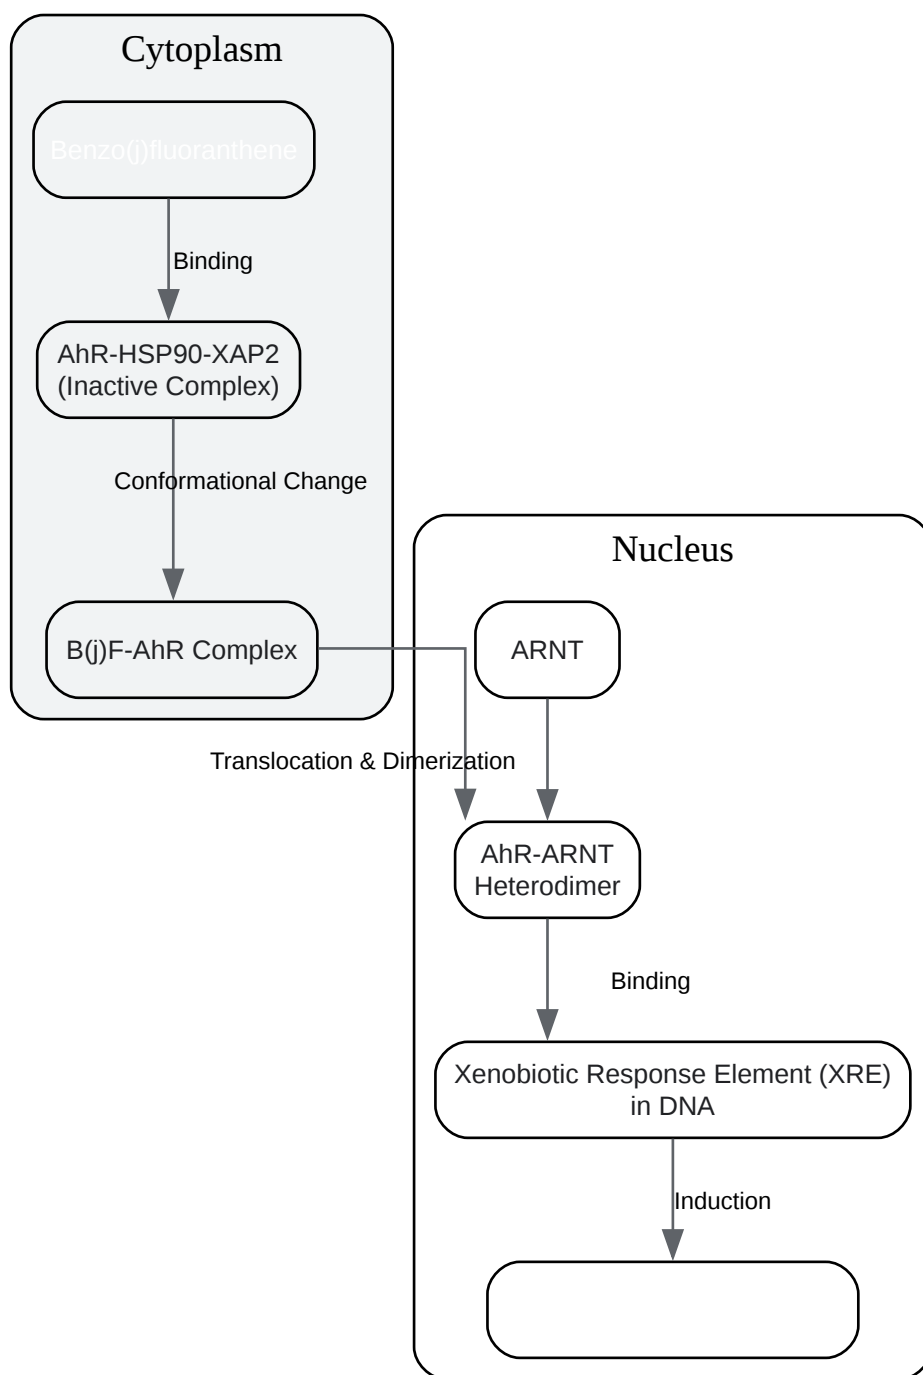 Cytoplasm
Benzo(j)fluoranthene
Binding
AhR-HSP90-XAP2
(Inactive Complex)
Conformational Change
B(j)F-AhR Complex
Nucleus
ARNT
Translocation & Dimerization
AhR-ARNT
Heterodimer
Binding
Xenobiotic Response Element (XRE)
in DNA
Induction